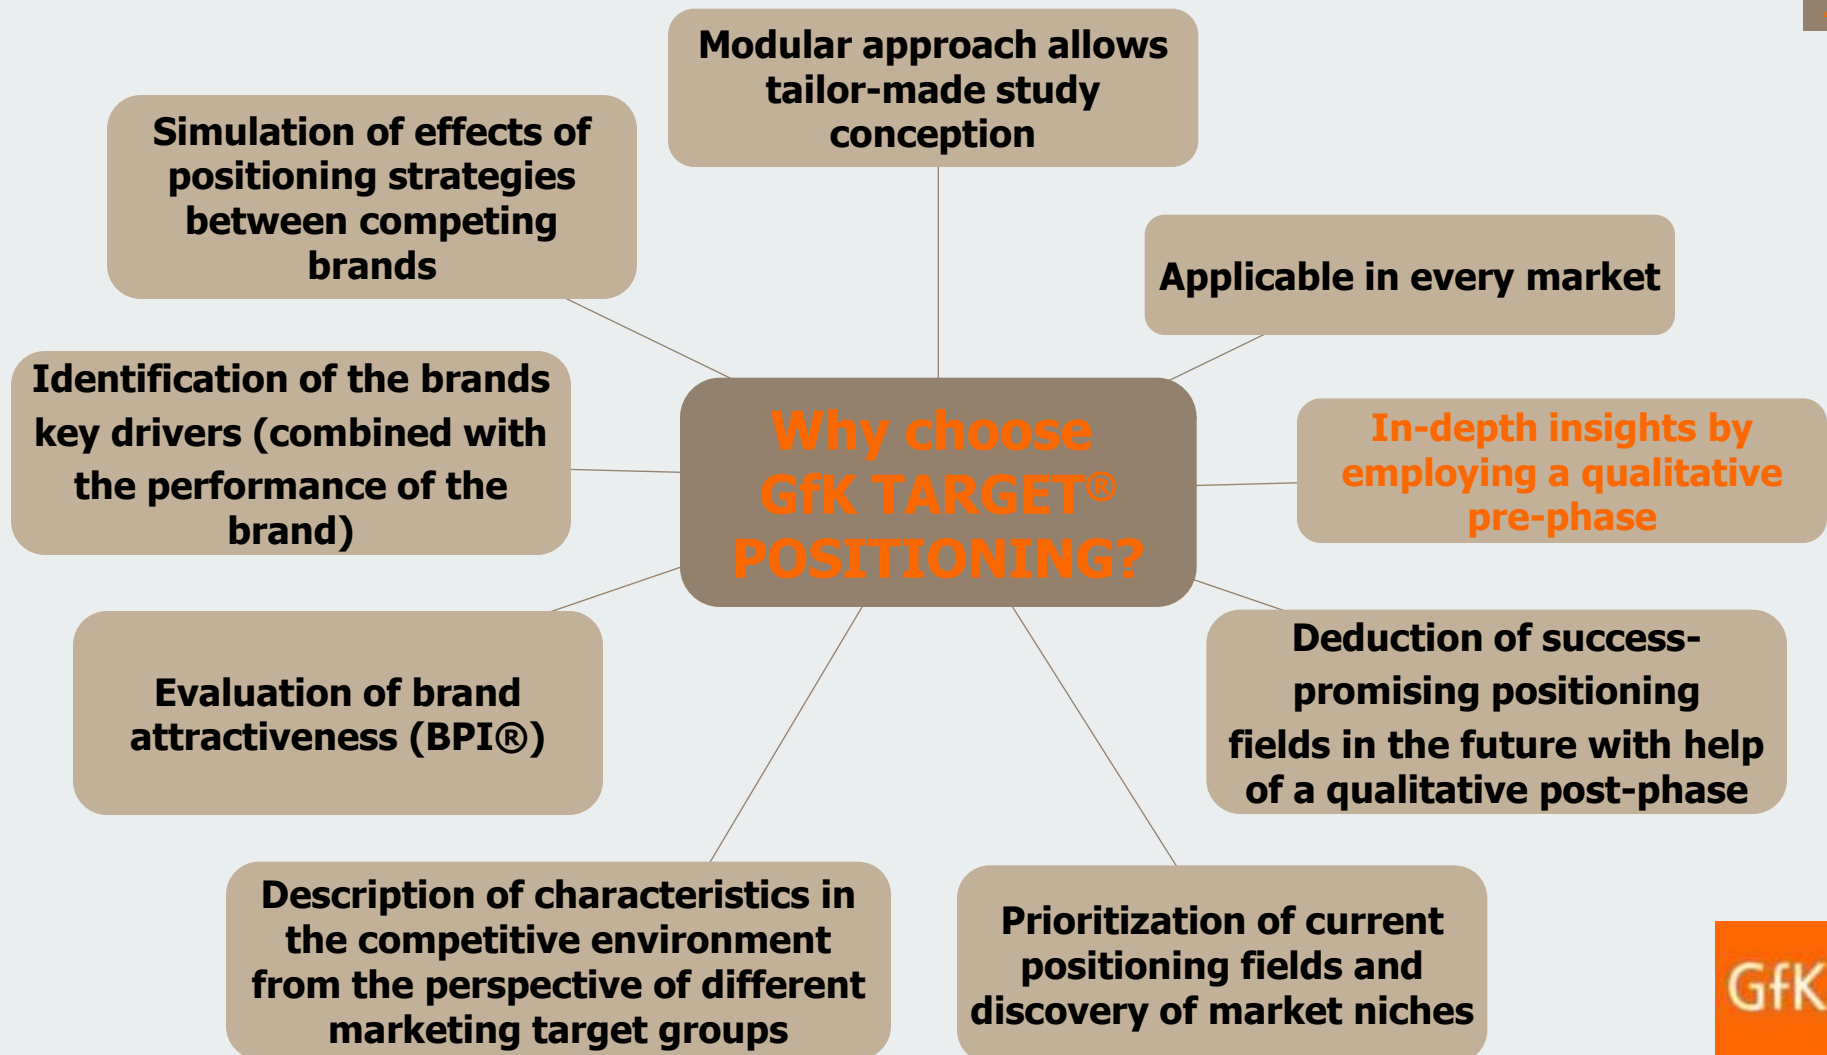 Modular approach allows
tailor-made study
conception
Simulation of effects of
positioning strategies
between competing
brands
Applicable in every market
Identification of the brands
key drivers (combined with
the performance of the
brand)
Why choose
GfK TARGET®
POSITIONING?
In-depth insights by
employing a qualitative
pre-phase
Evaluation of brand
attractiveness (BPI®)
Deduction of success-
promising positioning
fields in the future with help
of a qualitative post-phase
Description of characteristics in
the competitive environment
from the perspective of different
marketing target groups
Prioritization of current
positioning fields and
discovery of market niches
GfK